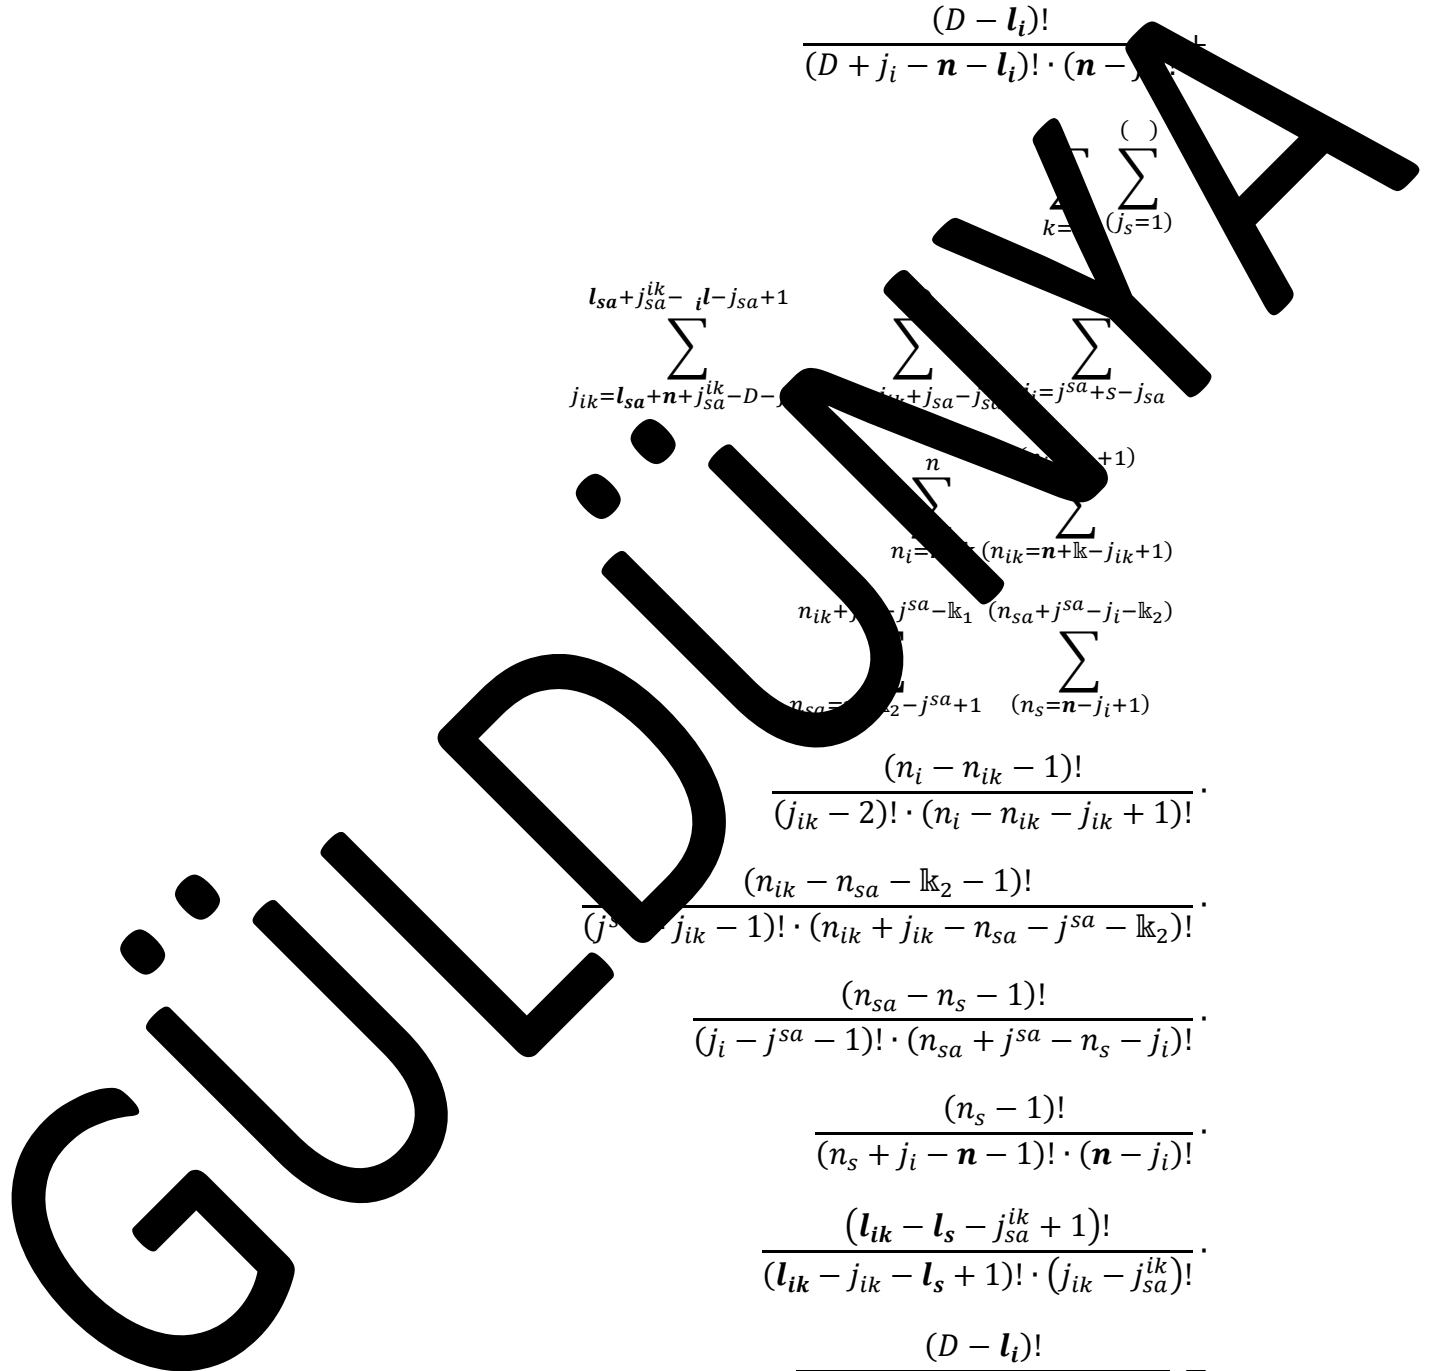 (D − l_i)!
(D + j_i − n − l_i)! · (n − j
( )
∑ ∑
k= (j_s=1)
l_sa+j_sa^ik− _il−j_sa+1
∑ ∑ ∑
j_ik=l_sa+n+j_sa^ik−D− +j_sa−j =j^sa+s−j_sa
n +1)
∑ ∑
n_i= (n_ik=n+𝕜−j_ik+1)
n_ik+ −j^sa−𝕜_1 (n_sa+j^sa−j_i−𝕜_2)
∑ ∑
n_sa= −j^sa+1 (n_s=n−j_i+1)
(n_i − n_ik − 1)!
(j_ik − 2)! · (n_i − n_ik − j_ik + 1)! ·
(n_ik − n_sa − 𝕜_2 − 1)!
j_ik − 1)! · (n_ik + j_ik − n_sa − j^sa − 𝕜_2)! ·
(n_sa − n_s − 1)!
(j_i − j^sa − 1)! · (n_sa + j^sa − n_s − j_i)! ·
(n_s − 1)!
(n_s + j_i − n − 1)! · (n − j_i)! ·
(l_ik − l_s − j_sa^ik + 1)!
(l_ik − j_ik − l_s + 1)! · (j_ik − j_sa^ik)! ·
(D − l_i)!
GÜLDÜNYA